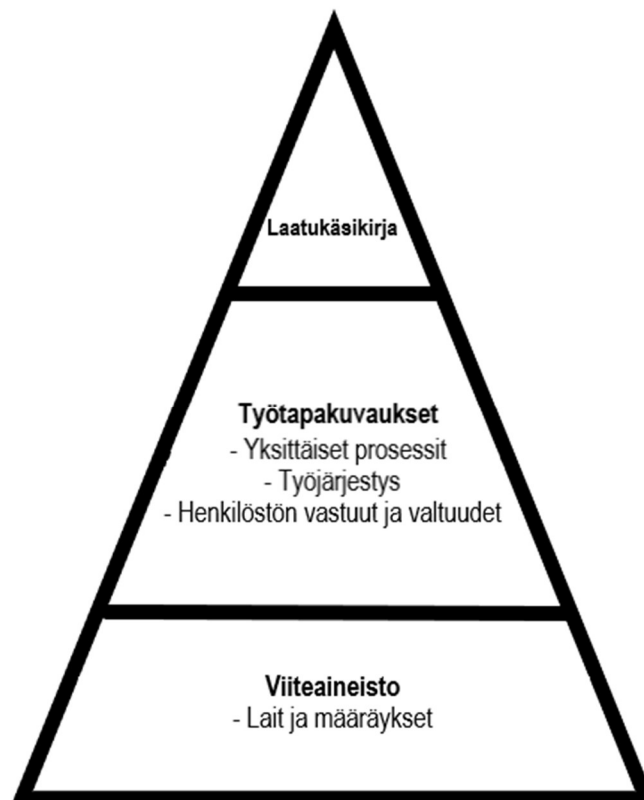 Laatukäsikirja
Työtapakuvaukset
- Yksittäiset prosessit
- Työjärjestys
- Henkilöstön vastuut ja valtuudet
Viiteaineisto
- Lait ja määräykset